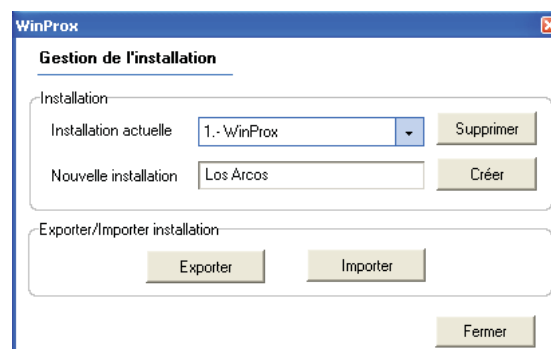 WinProx
Gestion de l'installation
Installation
Installation actuelle 1.- WinProx Supprimer
Nouvelle installation Los Arcos Créer
Exporter/Importer installation
Exporter Importer
Fermer